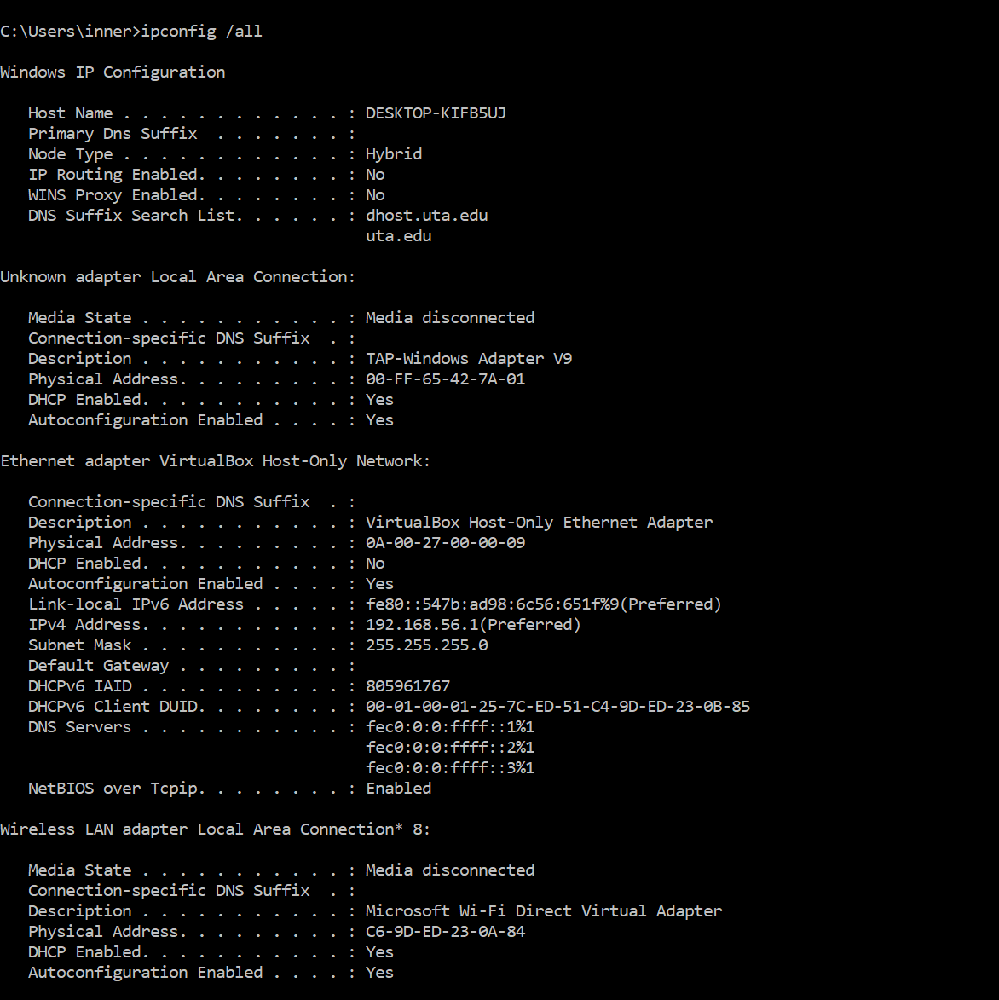 C:\Users\inner>ipconfig /all
Windows IP Configuration
Host Name . . . . . . . . . . . . : DESKTOP-KIFB5UJ
Primary Dns Suffix  . . . . . . . :
Node Type . . . . . . . . . . . . : Hybrid
IP Routing Enabled. . . . . . . . : No
WINS Proxy Enabled. . . . . . . . : No
DNS Suffix Search List. . . . . . : dhost.uta.edu
uta.edu
Unknown adapter Local Area Connection:
Media State . . . . . . . . . . . : Media disconnected
Connection-specific DNS Suffix  . :
Description . . . . . . . . . . . : TAP-Windows Adapter V9
Physical Address. . . . . . . . . : 00-FF-65-42-7A-01
DHCP Enabled. . . . . . . . . . . : Yes
Autoconfiguration Enabled . . . . : Yes
Ethernet adapter VirtualBox Host-Only Network:
Connection-specific DNS Suffix  . :
Description . . . . . . . . . . . : VirtualBox Host-Only Ethernet Adapter
Physical Address. . . . . . . . . : 0A-00-27-00-00-09
DHCP Enabled. . . . . . . . . . . : No
Autoconfiguration Enabled . . . . : Yes
Link-local IPv6 Address . . . . . : fe80::547b:ad98:6c56:651f%9(Preferred)
IPv4 Address. . . . . . . . . . . : 192.168.56.1(Preferred)
Subnet Mask . . . . . . . . . . . : 255.255.255.0
Default Gateway . . . . . . . . . :
DHCPv6 IAID . . . . . . . . . . . : 805961767
DHCPv6 Client DUID. . . . . . . . : 00-01-00-01-25-7C-ED-51-C4-9D-ED-23-0B-85
DNS Servers . . . . . . . . . . . : fec0:0:0:ffff::1%1
fec0:0:0:ffff::2%1
fec0:0:0:ffff::3%1
NetBIOS over Tcpip. . . . . . . . : Enabled
Wireless LAN adapter Local Area Connection* 8:
Media State . . . . . . . . . . . : Media disconnected
Connection-specific DNS Suffix  . :
Description . . . . . . . . . . . : Microsoft Wi-Fi Direct Virtual Adapter
Physical Address. . . . . . . . . : C6-9D-ED-23-0A-84
DHCP Enabled. . . . . . . . . . . : Yes
Autoconfiguration Enabled . . . . : Yes